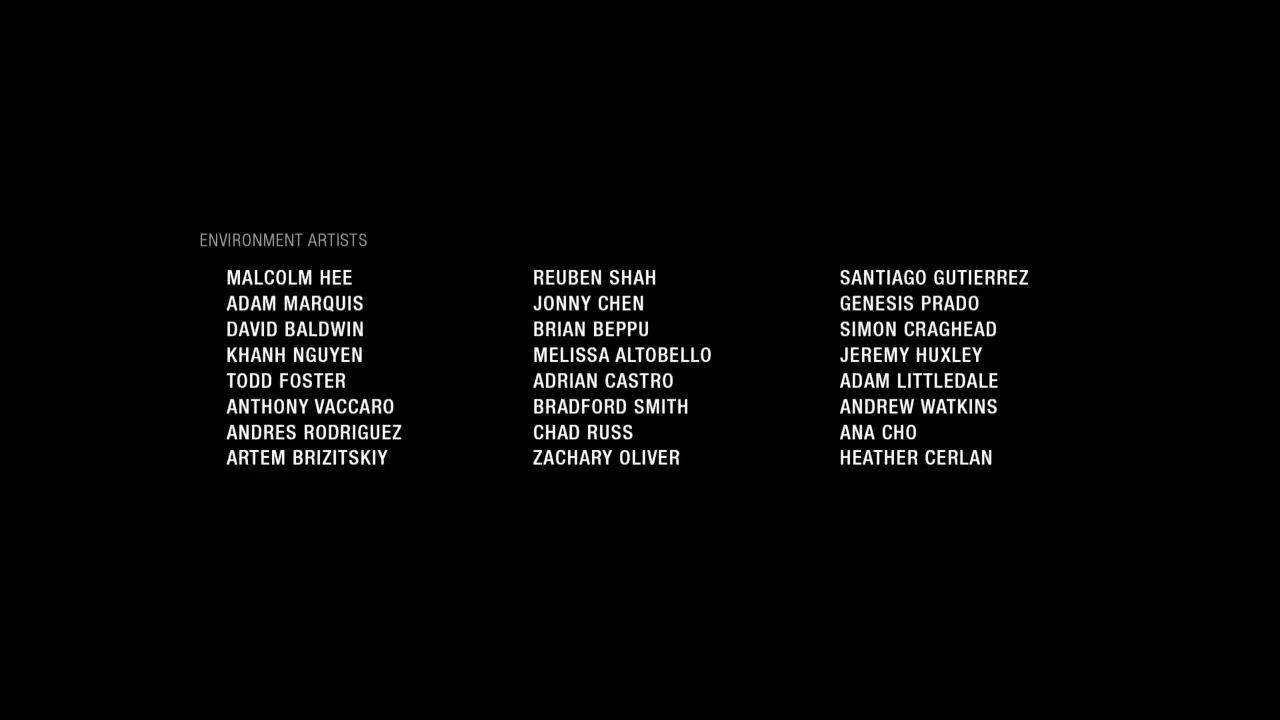 ENVIRONMENT ARTISTS
MALCOLM HEE
ADAM MARQUIS
DAVID BALDWIN
KHANH NGUYEN
TODD FOSTER
ANTHONY VACCARO
ANDRES RODRIGUEZ
ARTEM BRIZITSKIY
REUBEN SHAH
JONNY CHEN
BRIAN BEPPU
MELISSA ALTOBELLO
ADRIAN CASTRO
BRADFORD SMITH
CHAD RUSS
ZACHARY OLIVER
SANTIAGO GUTIERREZ
GENESIS PRADO
SIMON CRAGHEAD
JEREMY HUXLEY
ADAM LITTLEDALE
ANDREW WATKINS
ANA CHO
HEATHER CERLAN